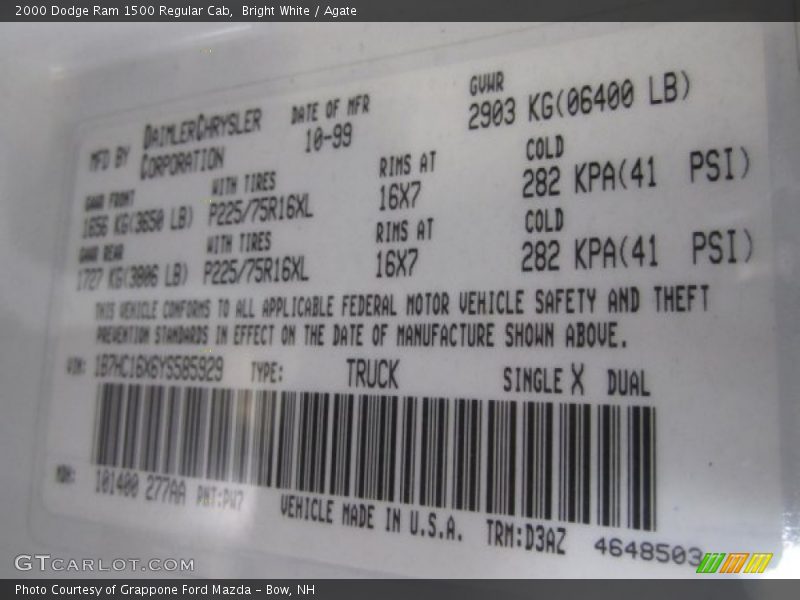 2000 Dodge Ram 1500 Regular Cab,  Bright White / Agate
MFD BY DAIMLERCHRYSLER CORPORATION
DATE OF MFR
10-99
GVWR
2903 KG(06400 LB)
GAWR FRONT
1656 KG(3650 LB)
WITH TIRES
P225/75R16XL
RIMS AT
16X7
COLD
282 KPA(41 PSI)
GAWR REAR
1727 KG(3806 LB)
WITH TIRES
P225/75R16XL
RIMS AT
16X7
COLD
282 KPA(41 PSI)
THIS VEHICLE CONFORMS TO ALL APPLICABLE FEDERAL MOTOR VEHICLE SAFETY AND THEFT
PREVENTION STANDARDS IN EFFECT ON THE DATE OF MANUFACTURE SHOWN ABOVE.
VIN: 1B7HC16X6YS585929 TYPE: TRUCK SINGLE X DUAL
MDH: 101400 277AA PNT:PW7 VEHICLE MADE IN U.S.A. TRM:D3AZ 4648503
GTCARLOT.COM
Photo Courtesy of Grappone Ford Mazda – Bow, NH